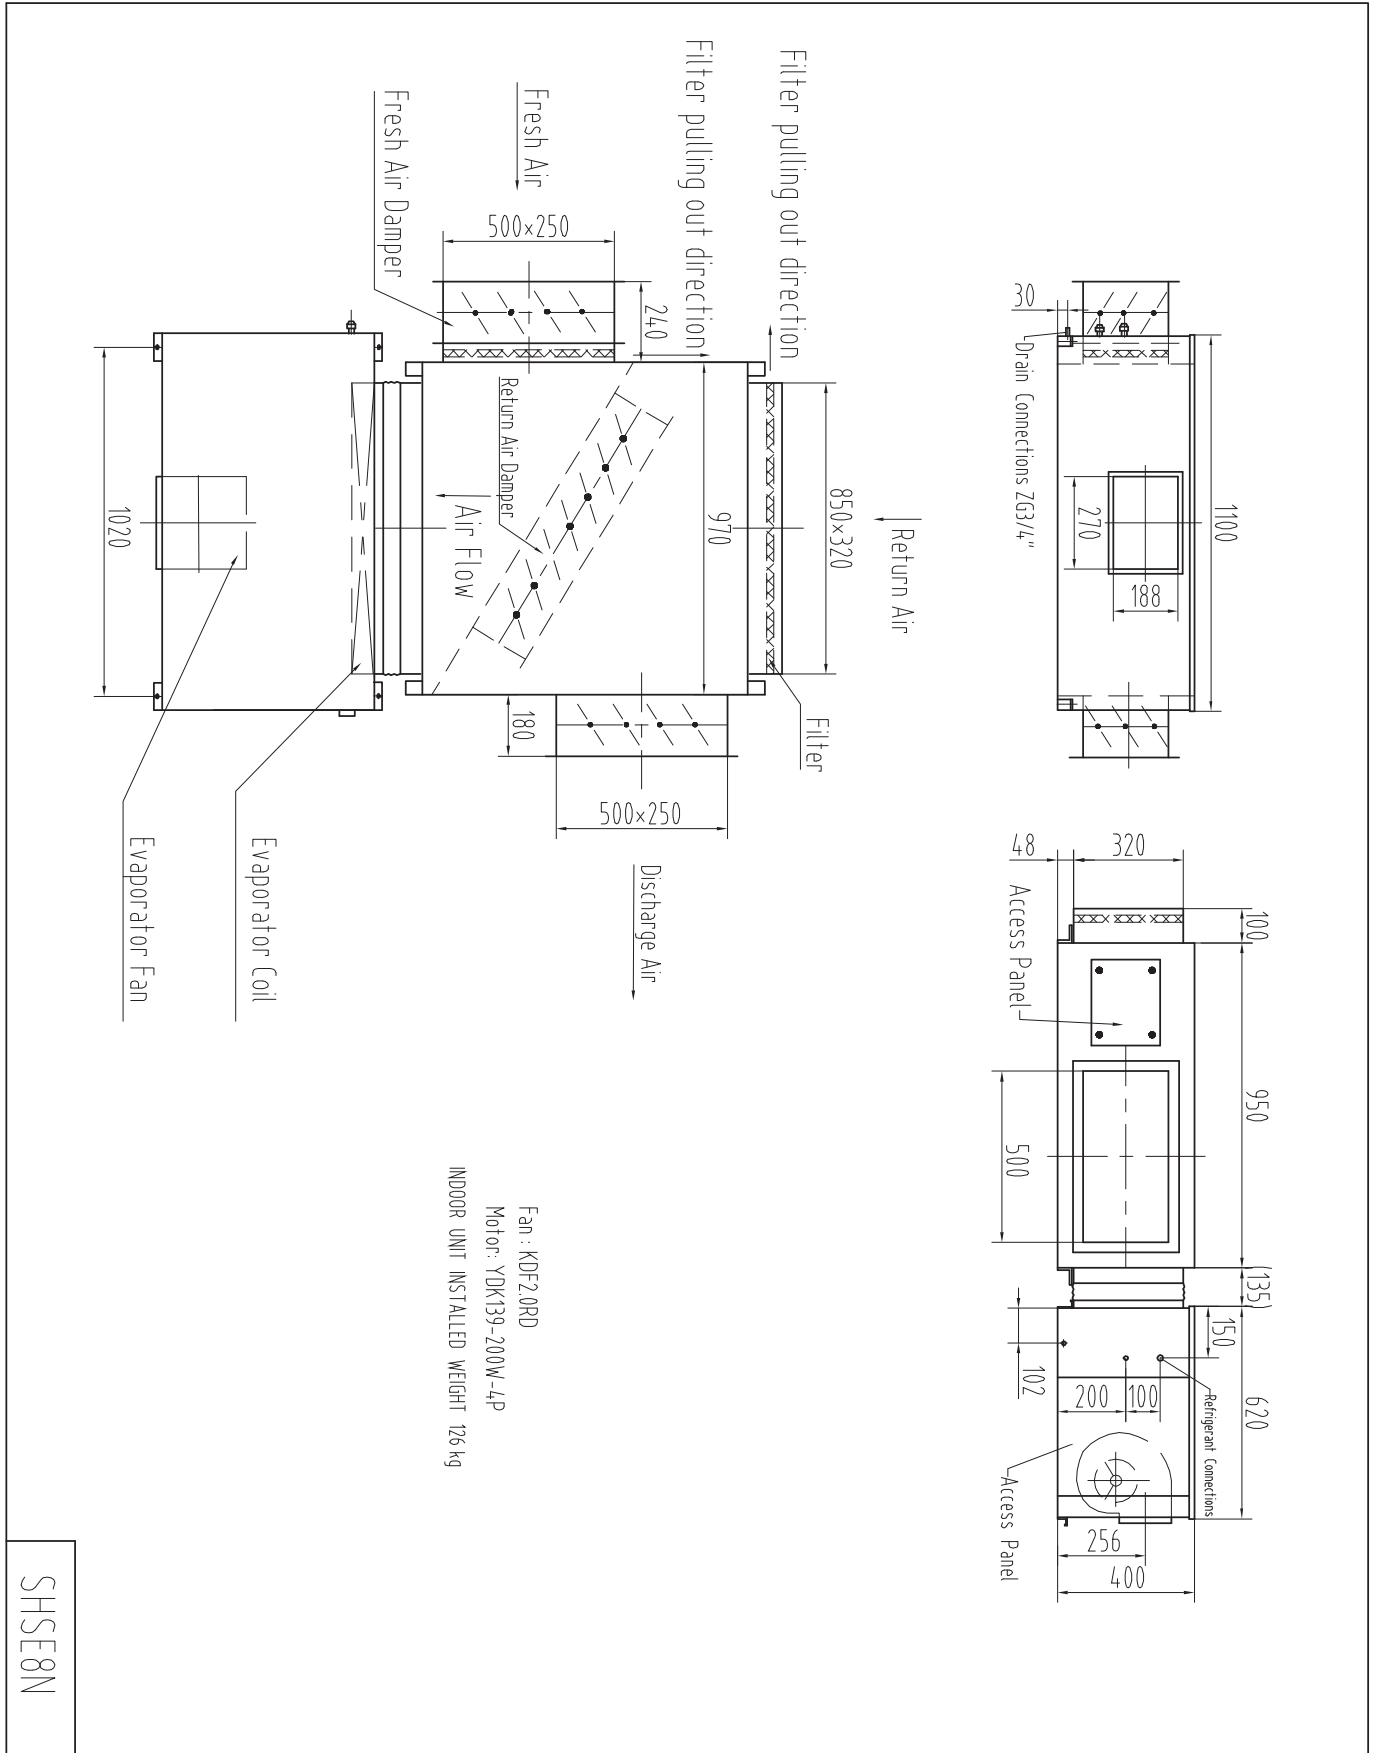 1100
270
188
30
Drain Connections ZG3/4"
100
950
(135)
620
320
48
Access Panel
500
150
102
200
100
Refrigerant Connections
Access Panel
256
400
Return Air
850×320
Filter
Filter pulling out direction
Filter pulling out direction
970
240
500×250
Fresh Air
Fresh Air Damper
Return Air Damper
Air Flow
180
500×250
Discharge Air
1020
Evaporator Coil
Evaporator Fan
Fan : KDF2.0RD
Motor: YDK139-200W-4P
INDOOR UNIT INSTALLED WEIGHT 126 kg
SHSE8N